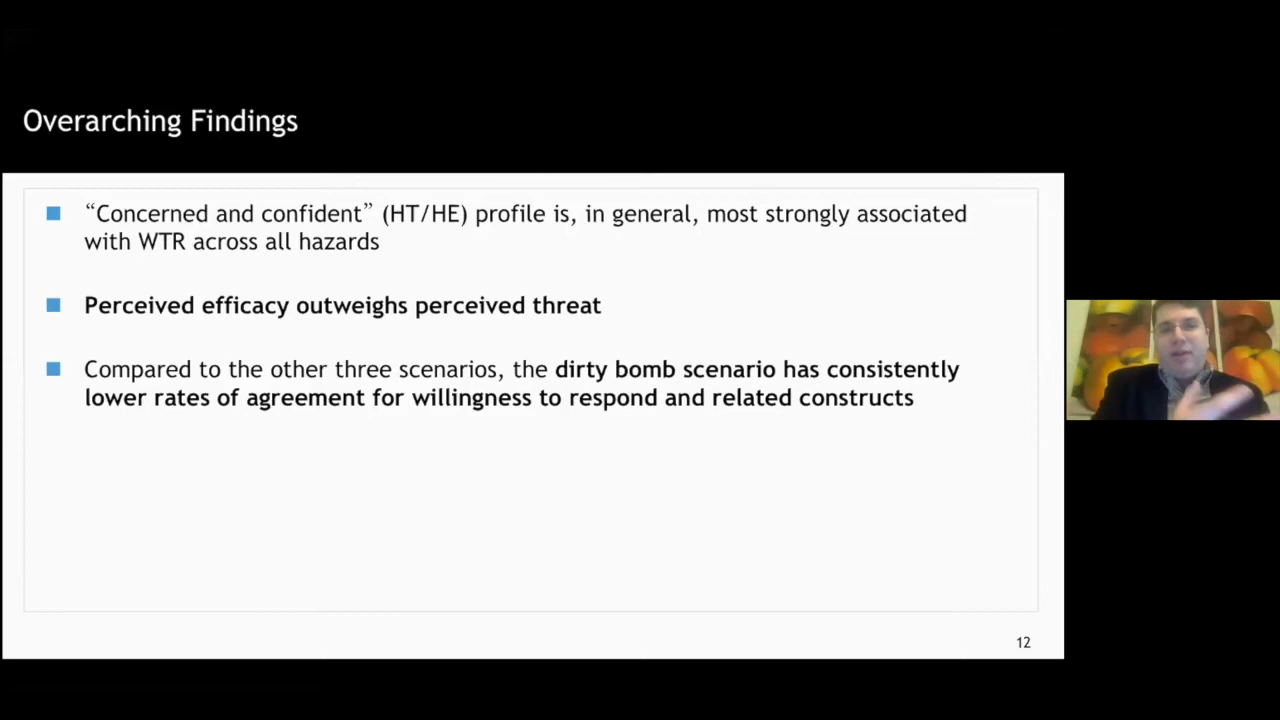 Overarching Findings
“Concerned and confident” (HT/HE) profile is, in general, most strongly associated
with WTR across all hazards
Perceived efficacy outweighs perceived threat
Compared to the other three scenarios, the dirty bomb scenario has consistently
lower rates of agreement for willingness to respond and related constructs
12